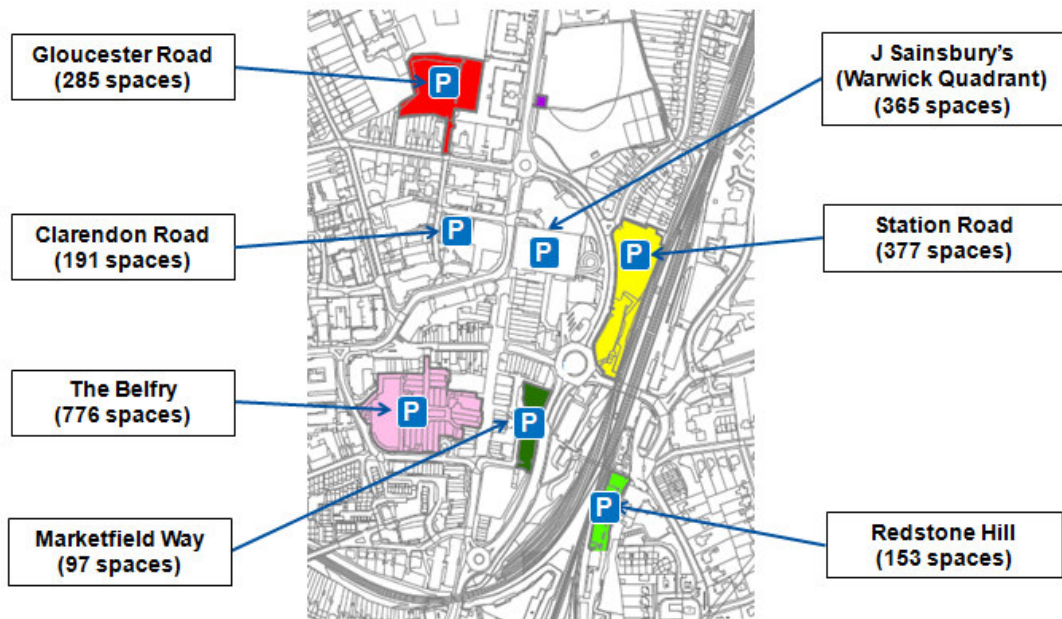 Gloucester Road
(285 spaces)
J Sainsbury's
(Warwick Quadrant)
(365 spaces)
Clarendon Road
(191 spaces)
Station Road
(377 spaces)
The Belfry
(776 spaces)
Marketfield Way
(97 spaces)
Redstone Hill
(153 spaces)
P
P
P
P
P
P
P